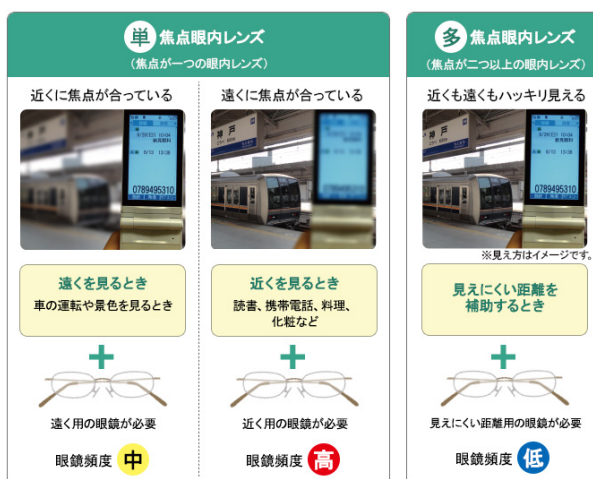 単焦点眼内レンズ
(焦点が一つの眼内レンズ)
近くに焦点が合っている
0789495310
遠くを見るとき
車の運転や景色を見るとき
+
遠く用の眼鏡が必要
眼鏡頻度 中
遠くに焦点が合っている
神戸
近くを見るとき
読書、携帯電話、料理、
化粧など
+
近く用の眼鏡が必要
眼鏡頻度 高
多焦点眼内レンズ
(焦点が二つ以上の眼内レンズ)
近くも遠くもハッキリ見える
神戸
0789495310
※見え方はイメージです。
見えにくい距離を
補助するとき
+
見えにくい距離用の眼鏡が必要
眼鏡頻度 低